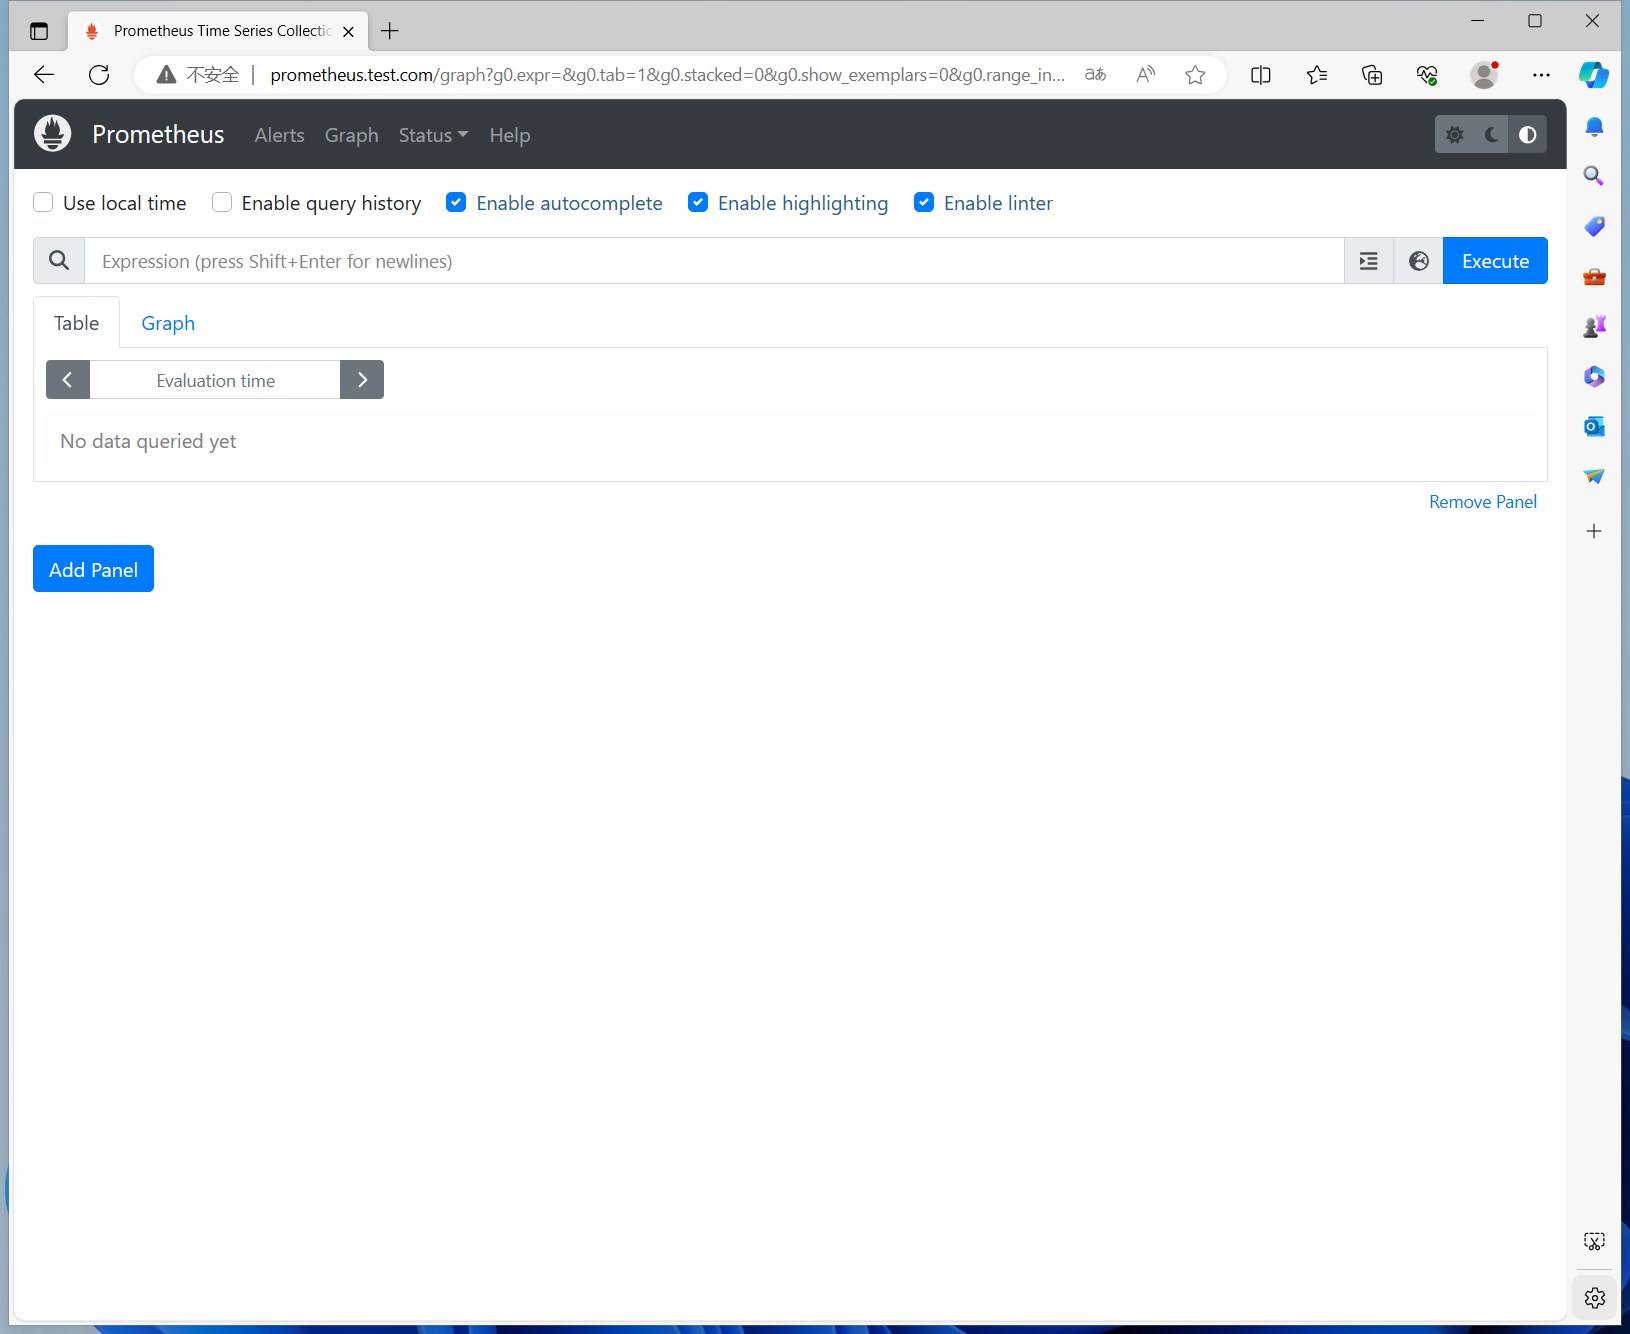 Prometheus Time Series Collectio
不安全 | prometheus.test.com/graph?g0.expr=&g0.tab=1&g0.stacked=0&g0.show_exemplars=0&g0.range_in... aあ A
Prometheus Alerts Graph Status Help
Use local time Enable query history Enable autocomplete Enable highlighting Enable linter
Expression (press Shift+Enter for newlines) Execute
Table Graph
Evaluation time
No data queried yet
Remove Panel
Add Panel